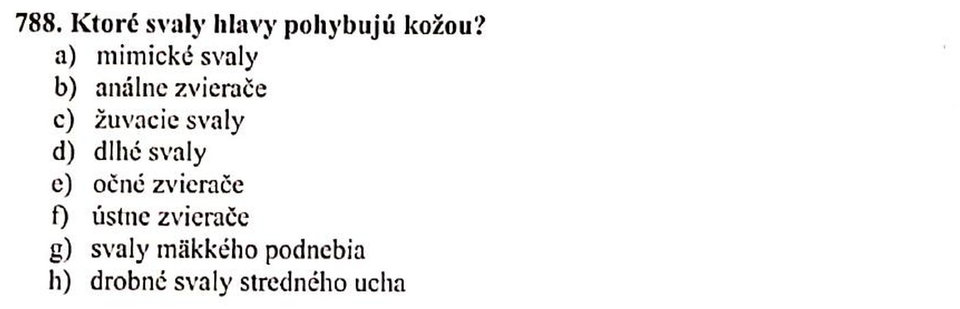 788. Ktoré svaly hlavy pohybujú kožou?
a) mimické svaly
b) análne zvierače
c) žuvacie svaly
d) dlhé svaly
e) očné zvierače
f) ústne zvierače
g) svaly mäkkého podnebia
h) drobné svaly stredného ucha